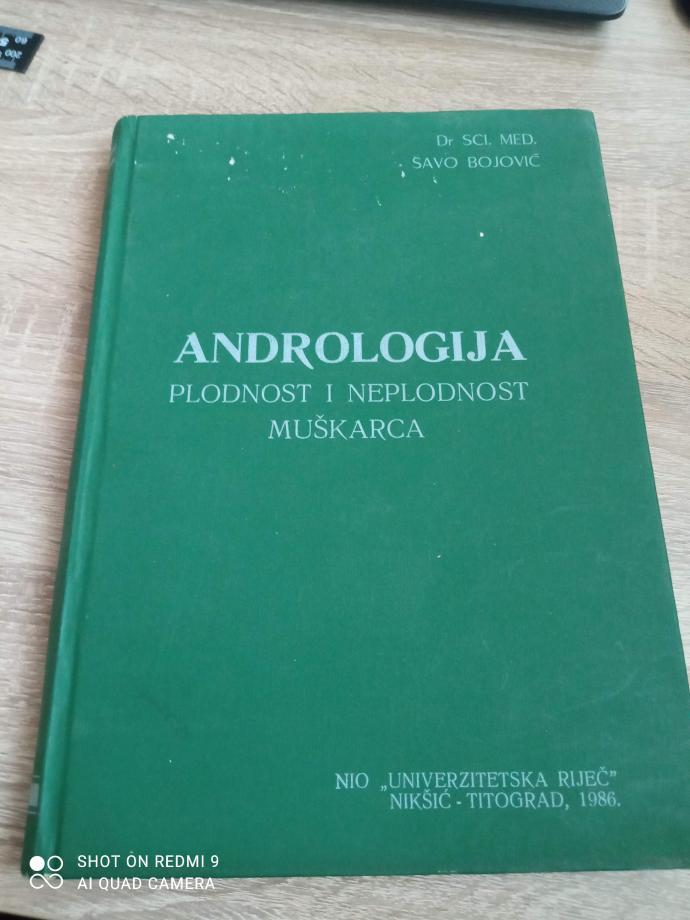 Dr SCI. MED.
SAVO BOJOVIĆ
ANDROLOGIJA
PLODNOST I NEPLODNOST
MUŠKARCA
NIO „UNIVERZITETSKA RIJEČ"
NIKŠIĆ - TITOGRAD, 1986.
SHOT ON REDMI 9
AI QUAD CAMERA